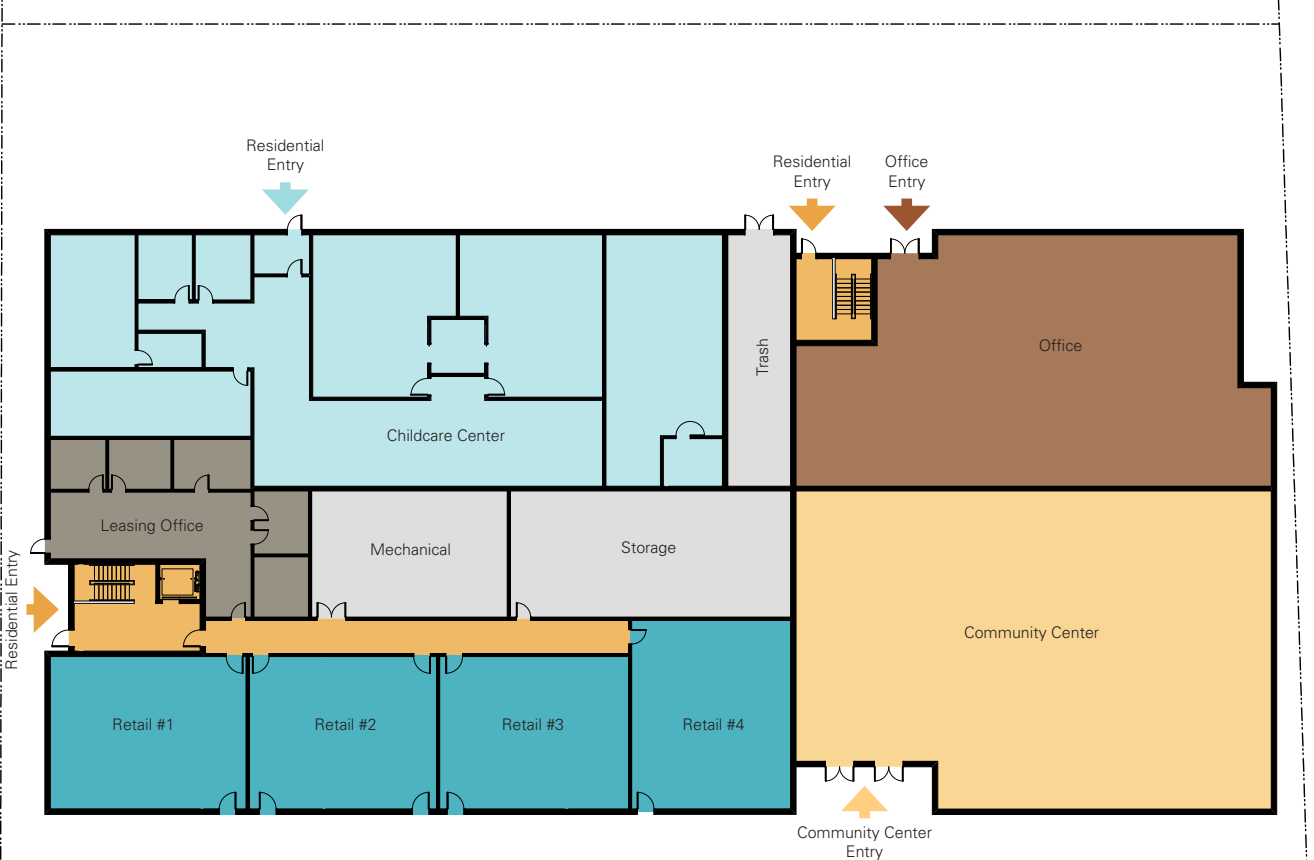 Residential
Entry
Residential
Entry
Office
Entry
Trash
Office
Childcare Center
Leasing Office
Mechanical
Storage
Residential Entry
Community Center
Retail #1
Retail #2
Retail #3
Retail #4
Community Center
Entry